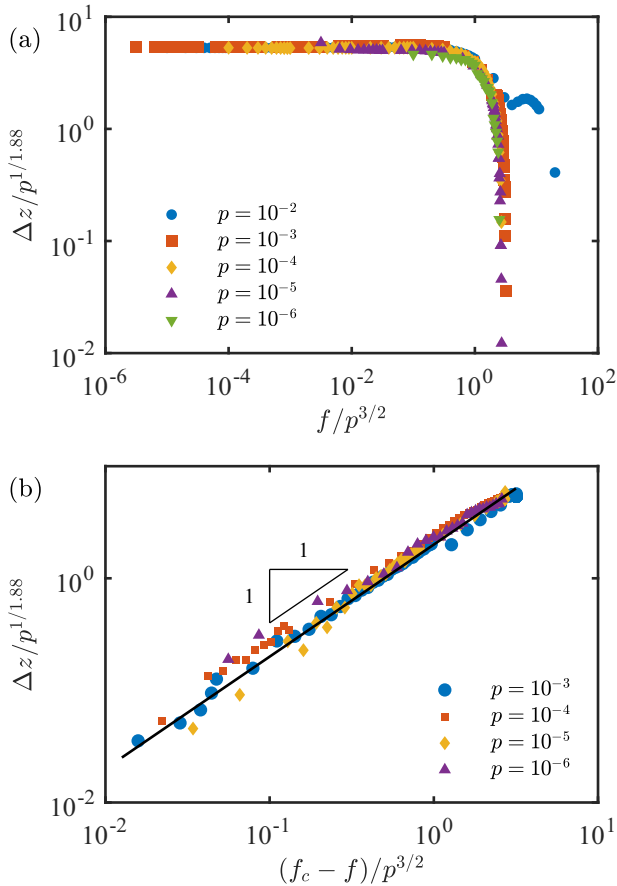 (a)
10^1
10^0
10^-1
10^-2
Δz/p^{1/1.88}
p = 10^-2
p = 10^-3
p = 10^-4
p = 10^-5
p = 10^-6
10^-6 10^-4 10^-2 10^0 10^2
f/p^{3/2}
(b)
10^0
10^-2
Δz/p^{1/1.88}
1
1
p = 10^-3
p = 10^-4
p = 10^-5
p = 10^-6
10^-2 10^-1 10^0 10^1
(f_c − f)/p^{3/2}